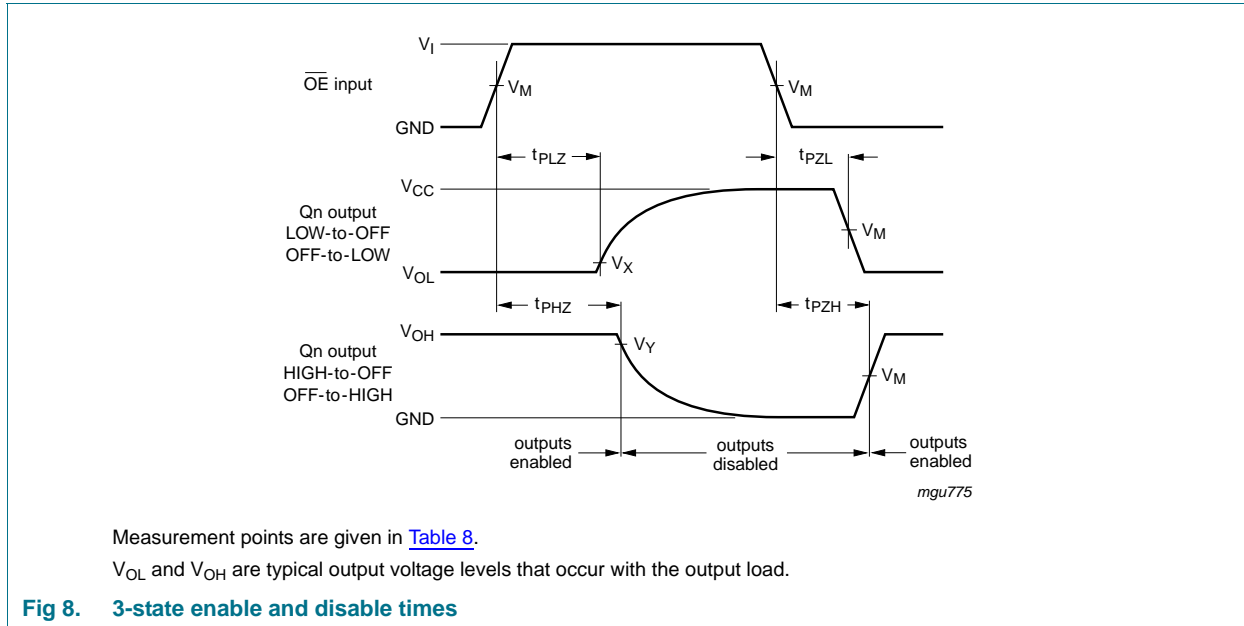 V_I
OE input
V_M
V_M
GND
t_PLZ
t_PZL
V_CC
Qn output
LOW-to-OFF
OFF-to-LOW
V_M
V_X
V_OL
t_PHZ
t_PZH
V_OH
V_Y
Qn output
HIGH-to-OFF
OFF-to-HIGH
V_M
GND
outputs
enabled
outputs
disabled
outputs
enabled
mgu775
Measurement points are given in Table 8.
V_OL and V_OH are typical output voltage levels that occur with the output load.
Fig 8. 3-state enable and disable times